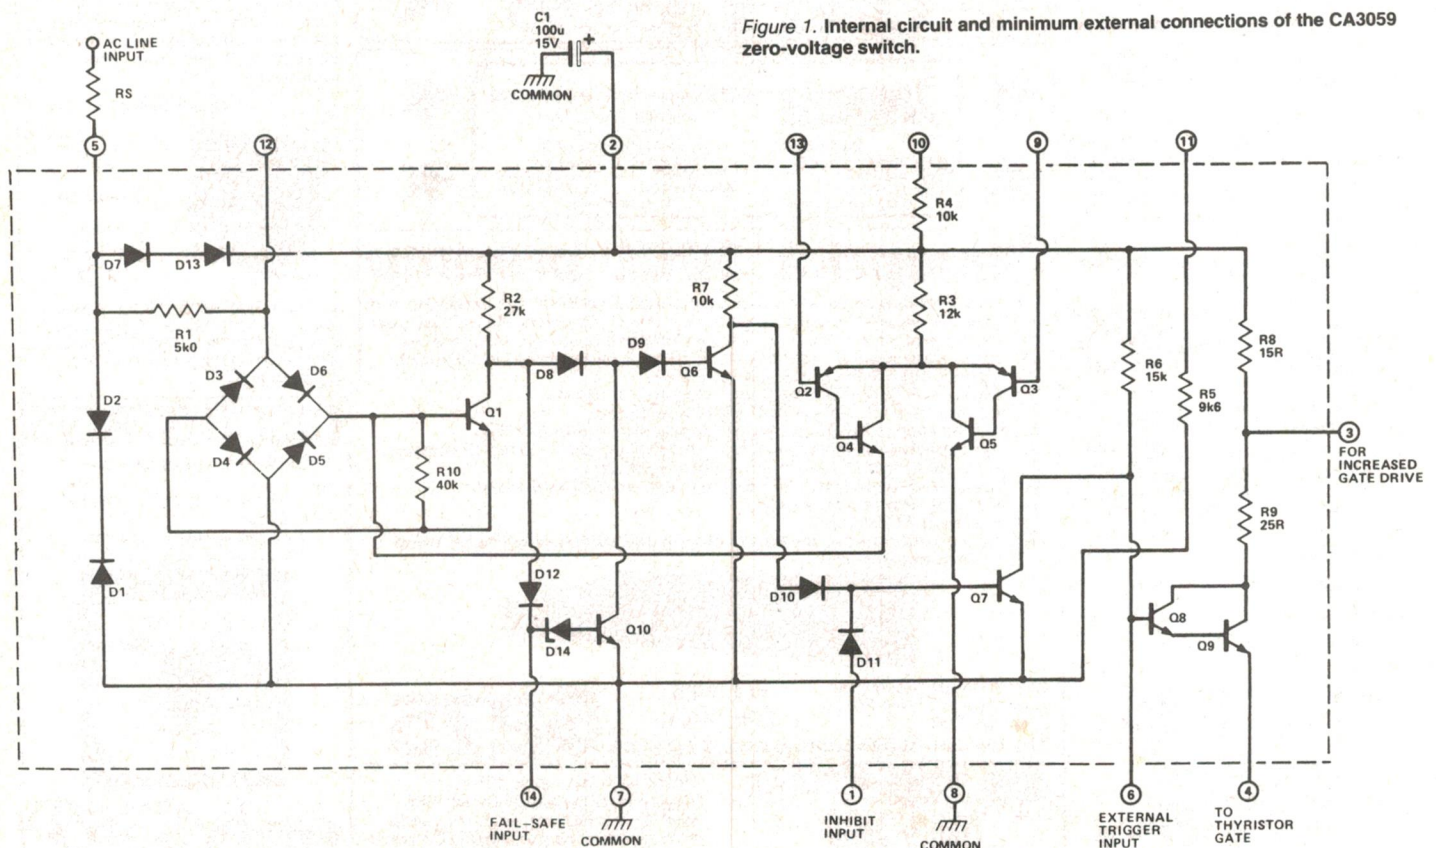 Figure 1. Internal circuit and minimum external connections of the CA3059
zero-voltage switch.
C1
100u
15V
+
COMMON
AC LINE
INPUT
RS
5
12
2
13
10
9
11
R4
10k
D7
D13
R1
5k0
R2
27k
R7
10k
R3
12k
R6
15k
R5
9k6
R8
15R
D3
D6
D2
D4
D5
Q1
R10
40k
D8
D9
Q6
Q2
Q3
Q4
Q5
3
FOR
INCREASED
GATE DRIVE
R9
25R
D1
D12
D14
Q10
D10
D11
Q7
Q8
Q9
14
FAIL–SAFE
INPUT
7
COMMON
1
INHIBIT
INPUT
8
COMMON
6
EXTERNAL
TRIGGER
INPUT
4
TO
THYRISTOR
GATE